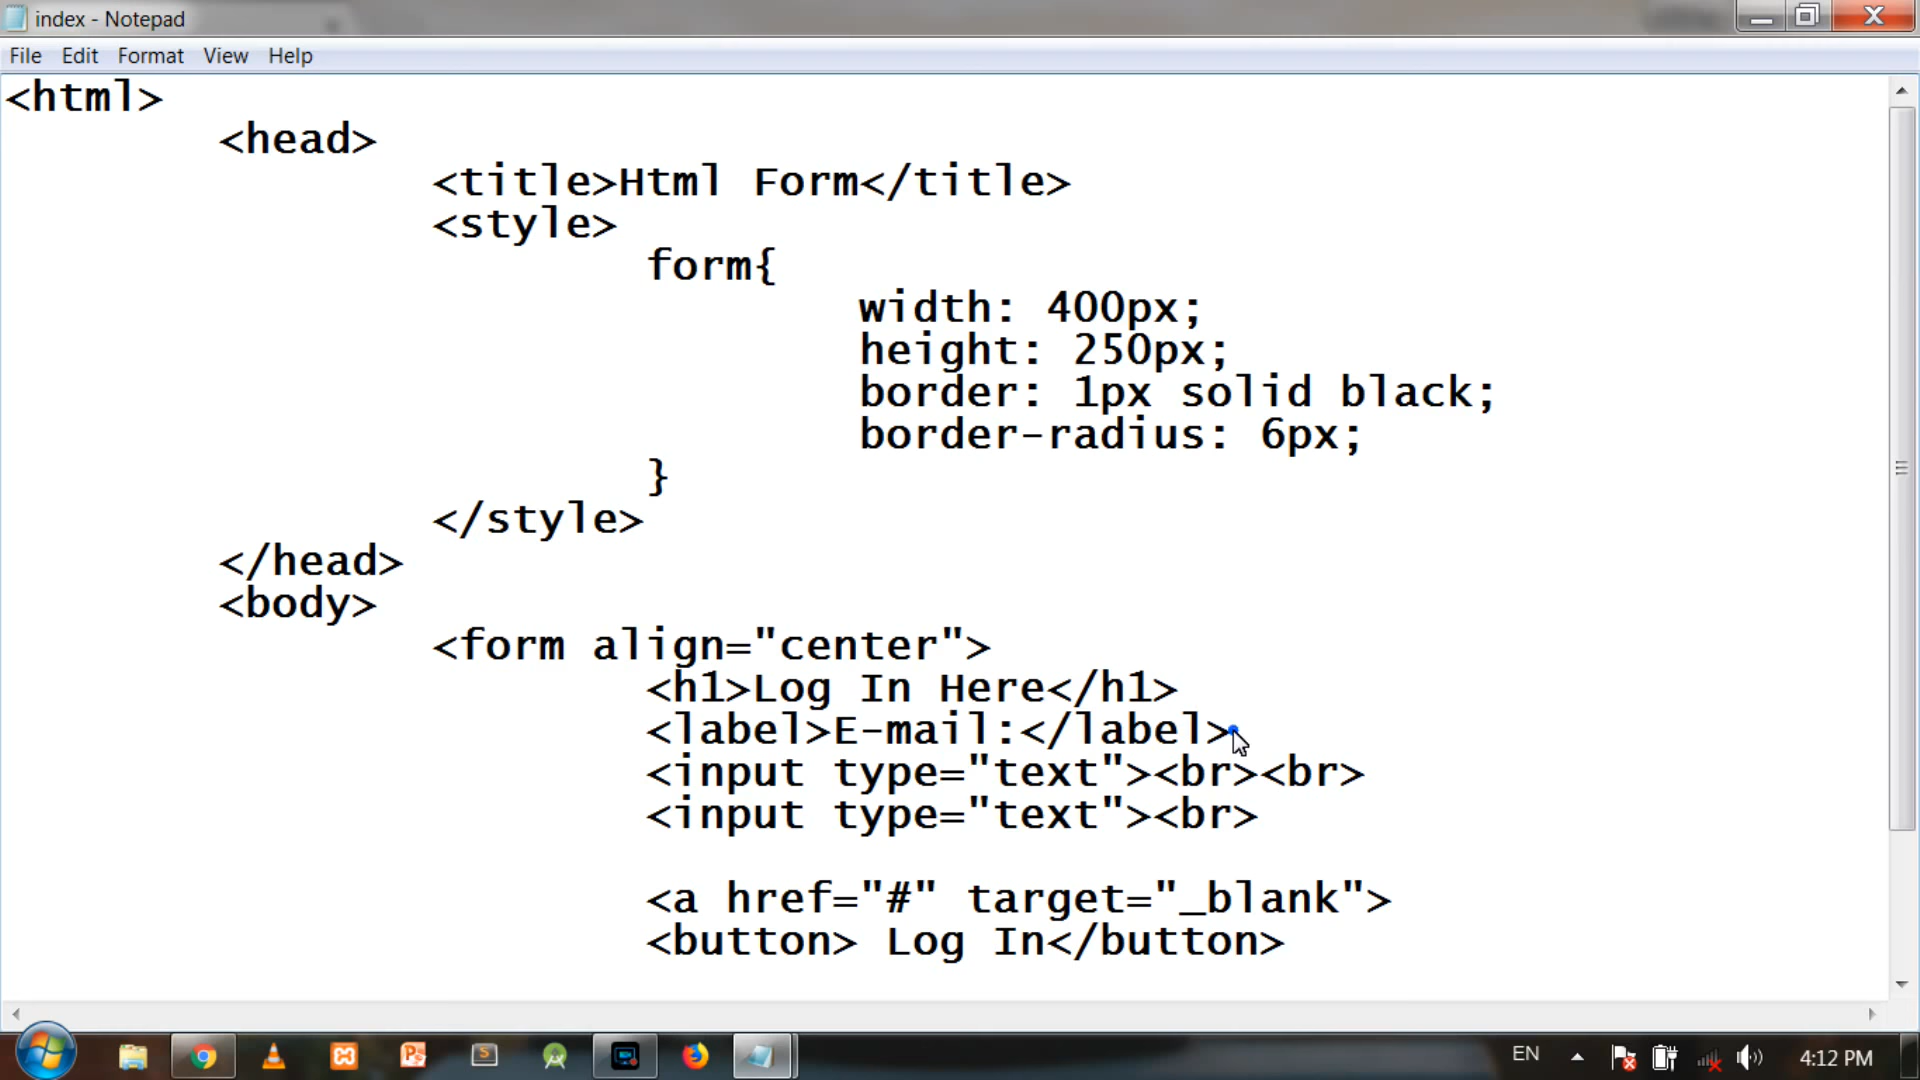 index - Notepad
File Edit Format View Help
<html>
<head>
<title>Html Form</title>
<style>
form{
width: 400px;
height: 250px;
border: 1px solid black;
border-radius: 6px;
}
</style>
</head>
<body>
<form align="center">
<h1>Log In Here</h1>
<label>E-mail:</label>
<input type="text"><br><br>
<input type="text"><br>
<a href="#" target="_blank">
<button> Log In</button>
EN 4:12 PM